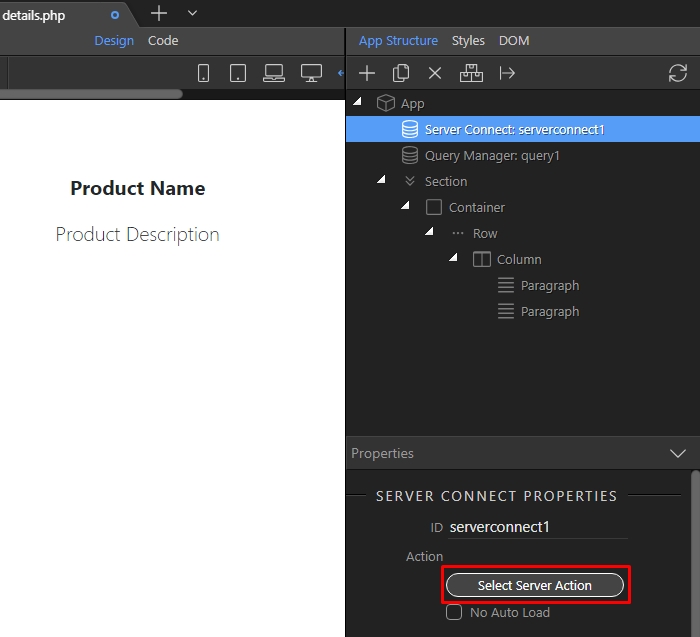 details.php
Design Code
App Structure Styles DOM
App
Server Connect: serverconnect1
Query Manager: query1
Section
Container
Row
Column
Paragraph
Paragraph
Product Name
Product Description
Properties
SERVER CONNECT PROPERTIES
ID serverconnect1
Action
Select Server Action
No Auto Load